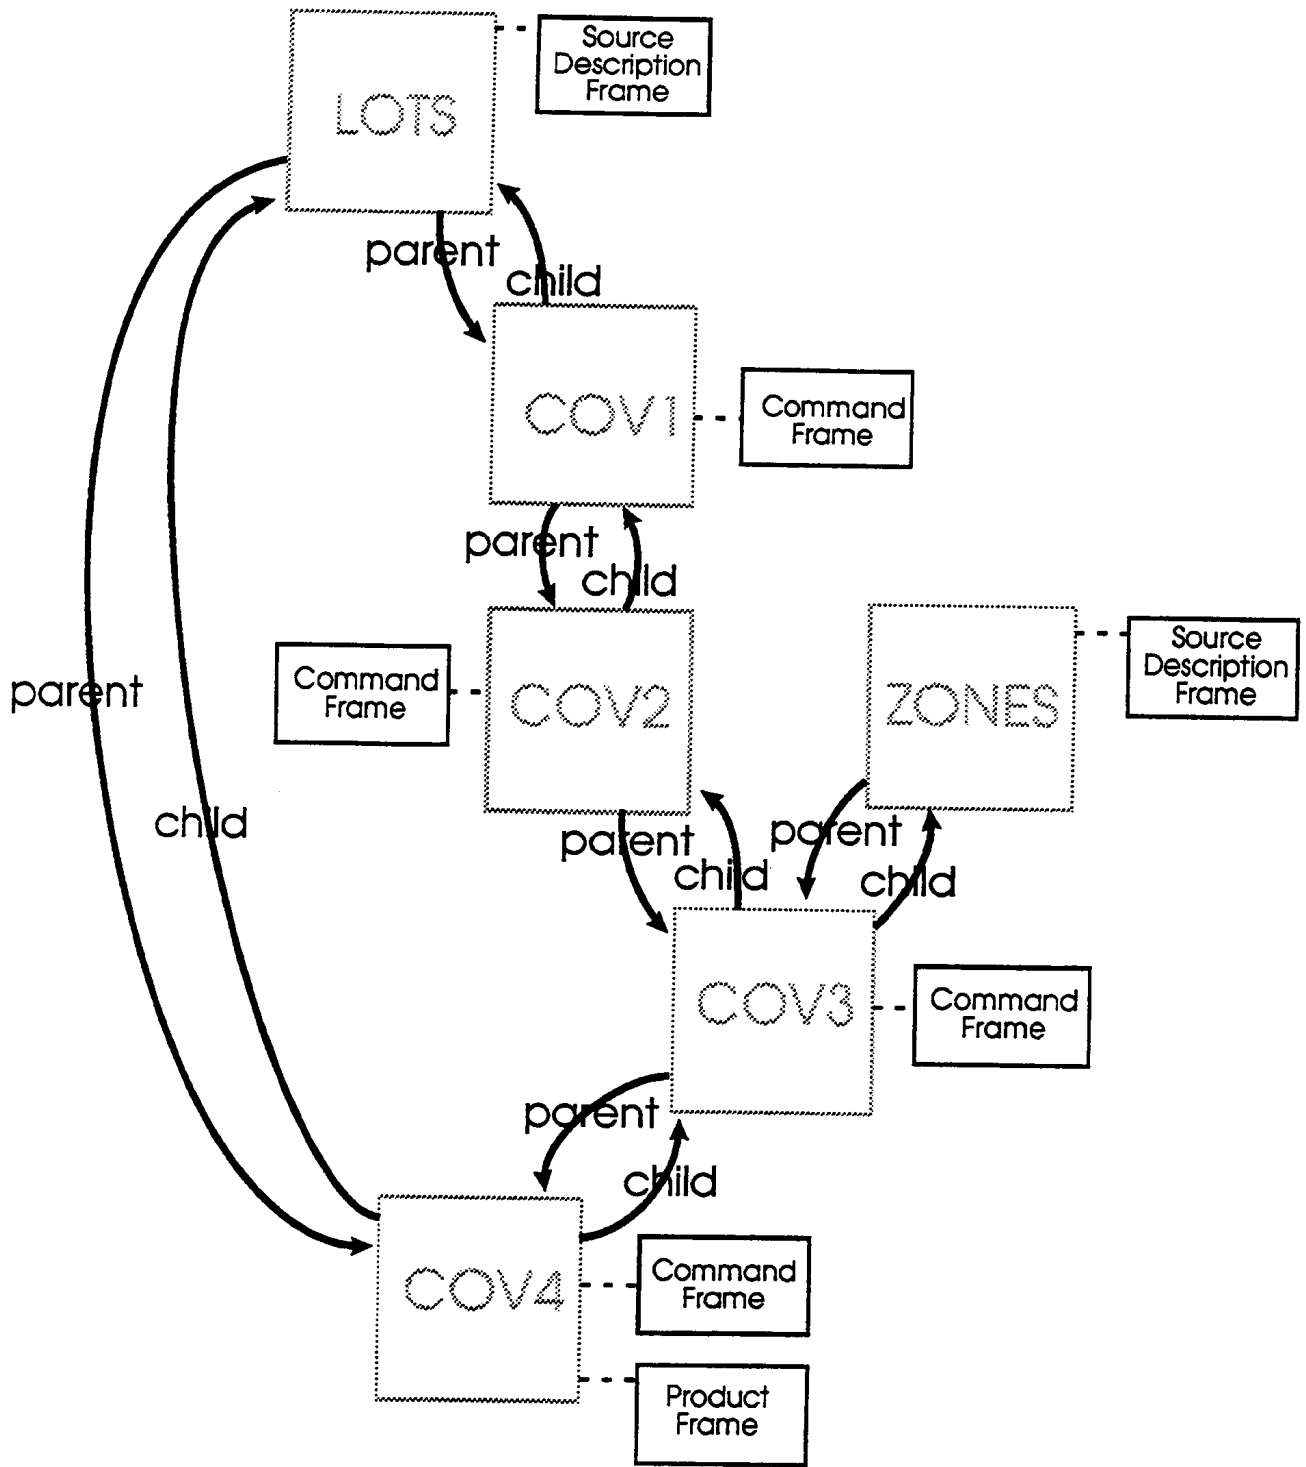 Source
Description
Frame
LOTS
parent
child
COV1
Command
Frame
parent
child
Command
Frame
COV2
ZONES
Source
Description
Frame
parent
child
parent
child
parent
child
COV3
Command
Frame
parent
child
COV4
Command
Frame
Product
Frame